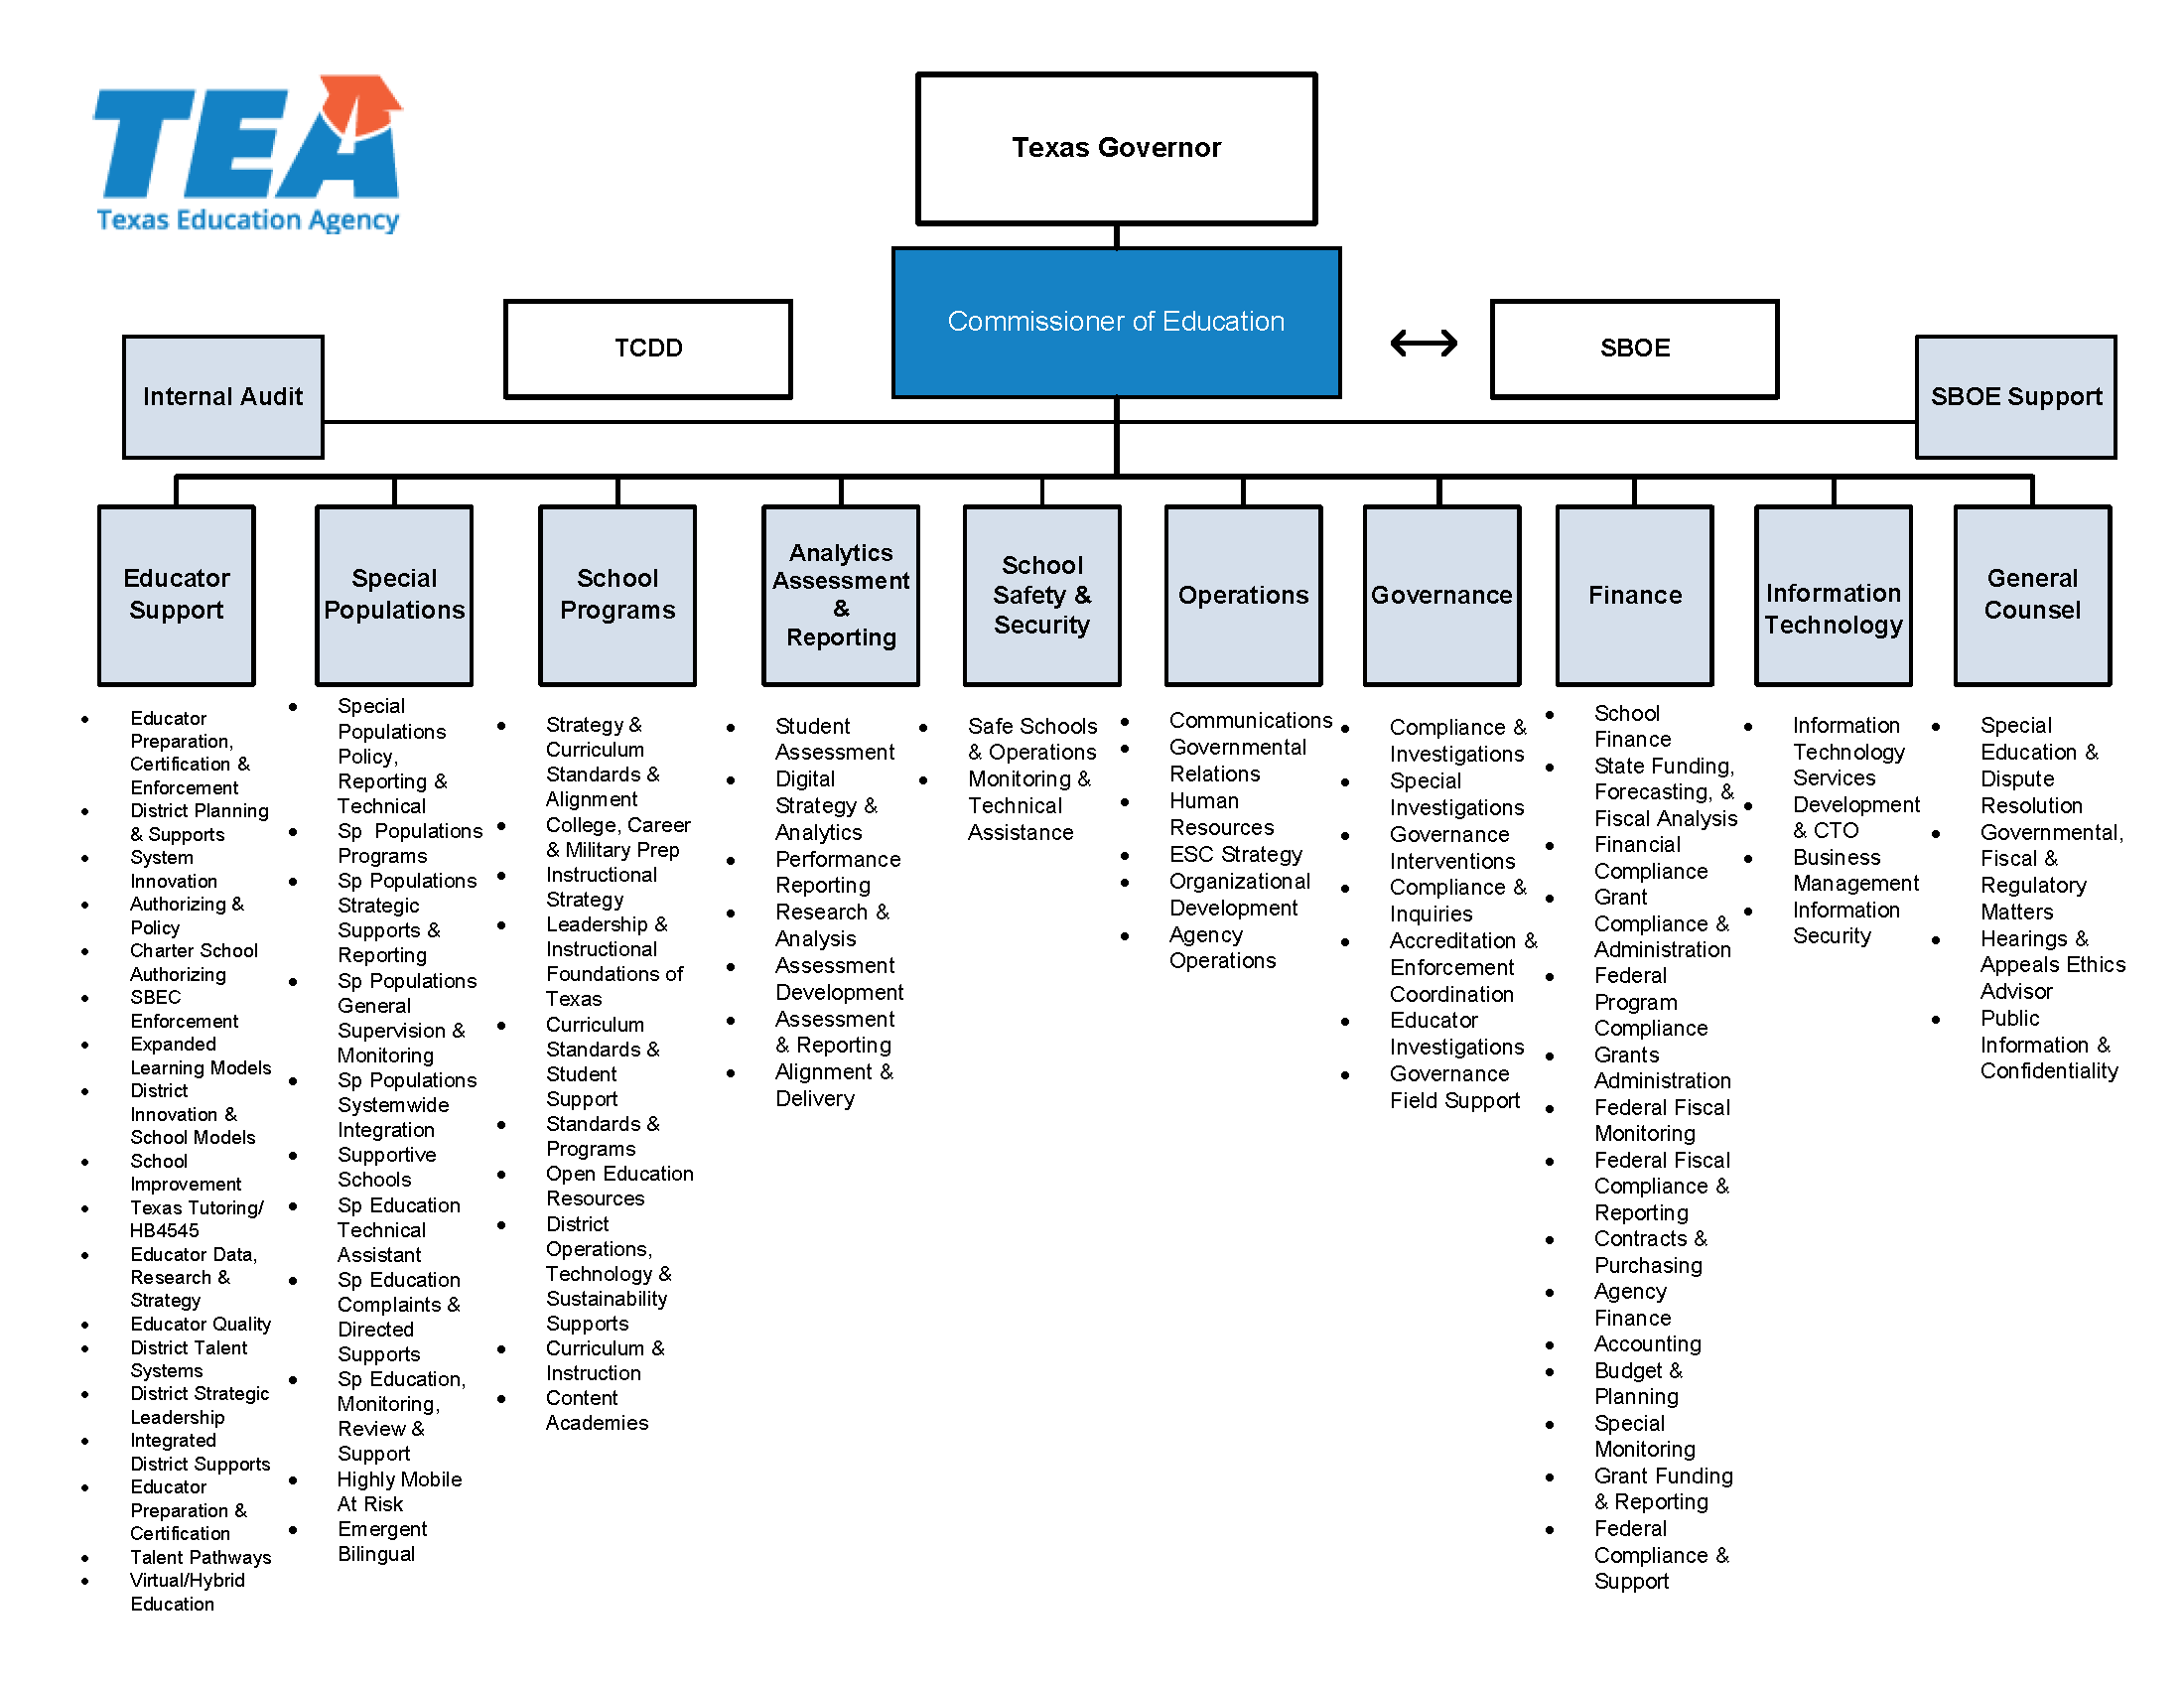 TEA
Texas Education Agency
Texas Governor
Commissioner of Education
TCDD
SBOE
Internal Audit
SBOE Support
Educator
Support
Special
Populations
School
Programs
Analytics
Assessment
&
Reporting
School
Safety &
Security
Operations
Governance
Finance
Information
Technology
General
Counsel
• Educator
Preparation,
Certification &
Enforcement
• District Planning
& Supports
• System
Innovation
• Authorizing &
Policy
• Charter School
Authorizing
• SBEC
Enforcement
• Expanded
Learning Models
• District
Innovation &
School Models
• School
Improvement
• Texas Tutoring/
HB4545
• Educator Data,
Research &
Strategy
• Educator Quality
• District Talent
Systems
• District Strategic
Leadership
• Integrated
District Supports
• Educator
Preparation &
Certification
• Talent Pathways
• Virtual/Hybrid
Education
• Special
Populations
Policy,
Reporting &
Technical
• Sp Populations
Programs
• Sp Populations
Strategic
Supports &
Reporting
• Sp Populations
General
Supervision &
Monitoring
• Sp Populations
Systemwide
Integration
• Supportive
Schools
• Sp Education
Technical
Assistant
• Sp Education
Complaints &
Directed
Supports
• Sp Education,
Monitoring,
Review &
Support
• Highly Mobile
At Risk
• Emergent
Bilingual
• Strategy &
Curriculum
Standards &
Alignment
• College, Career
& Military Prep
• Instructional
Strategy
• Leadership &
Instructional
Foundations of
Texas
• Curriculum
Standards &
Student
Support
• Standards &
Programs
• Open Education
Resources
• District
Operations,
Technology &
Sustainability
Supports
• Curriculum &
Instruction
• Content
Academies
• Student
Assessment
• Digital
Strategy &
Analytics
• Performance
Reporting
• Research &
Analysis
• Assessment
Development
• Assessment
& Reporting
• Alignment &
Delivery
• Safe Schools
& Operations
• Monitoring &
Technical
Assistance
• Communications
• Governmental
Relations
• Human
Resources
• ESC Strategy
• Organizational
Development
• Agency
Operations
• Compliance &
Investigations
• Special
Investigations
• Governance
Interventions
• Compliance &
Inquiries
• Accreditation &
Enforcement
Coordination
• Educator
Investigations
• Governance
Field Support
• School
Finance
• State Funding,
Forecasting, &
Fiscal Analysis
• Financial
Compliance
• Grant
Compliance &
Administration
• Federal
Program
Compliance
• Grants
Administration
• Federal Fiscal
Monitoring
• Federal Fiscal
Compliance &
Reporting
• Contracts &
Purchasing
• Agency
Finance
• Accounting
• Budget &
Planning
• Special
Monitoring
• Grant Funding
& Reporting
• Federal
Compliance &
Support
• Information
Technology
Services
• Development
& CTO
• Business
Management
• Information
Security
• Special
Education &
Dispute
Resolution
• Governmental,
Fiscal &
Regulatory
Matters
• Hearings &
Appeals Ethics
Advisor
• Public
Information &
Confidentiality